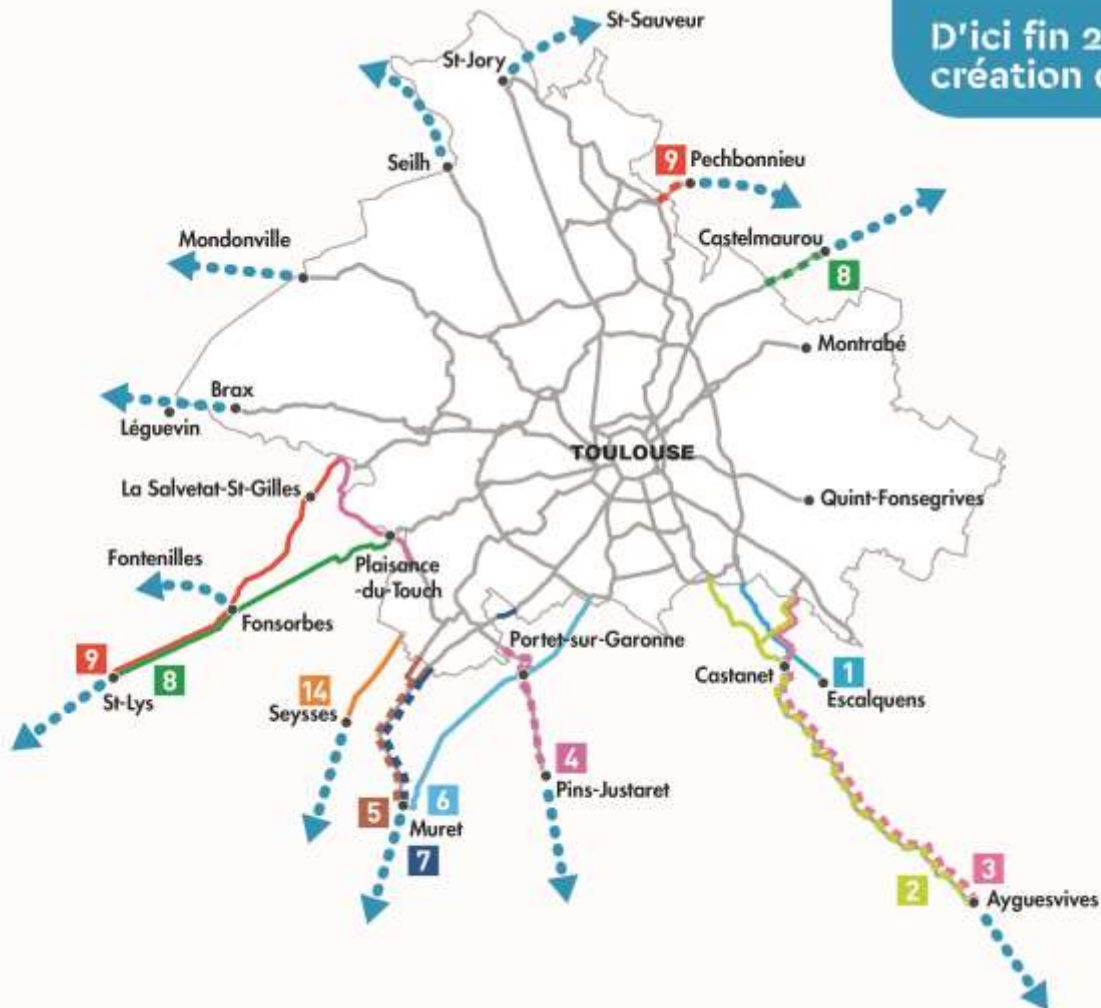 D'ici fin 2
création
St-Sauveur
St-Jory
Seilh
9
Pechbonnieu
Castelmaurou
8
Mondonville
Montrabé
Brax
Léguevin
TOULOUSE
La Salvetat-St-Gilles
Quint-Fonsegrives
Fontenilles
Plaisance
-du-Touch
Fonsorbes
Portet-sur-Garonne
9
8
St-Lys
14
Seysses
Castanet
1
Escalquens
4
Pins-Justaret
5
6
Muret
7
3
2
Ayguesvives